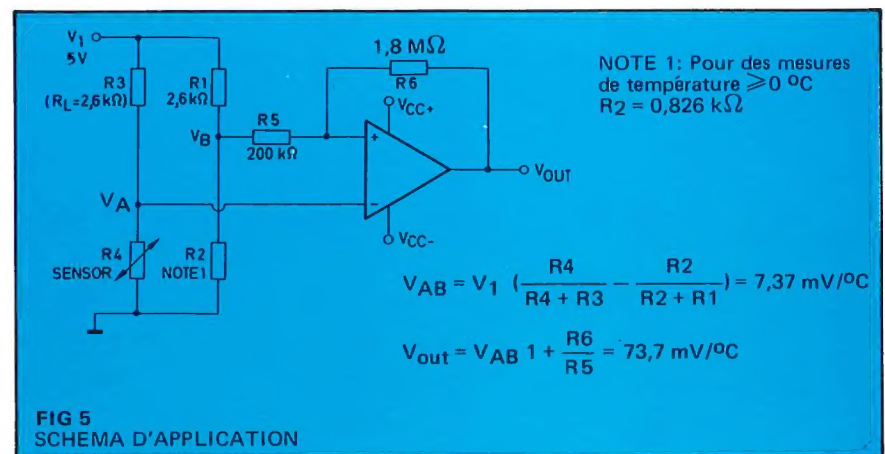 V1
5V
R3
(RL=2,6kΩ)
R1
2,6kΩ
VB
R5
200 kΩ
1,8 MΩ
R6
VCC+
+
−
VCC-
VOUT
VA
R4
SENSOR
R2
NOTE1
NOTE 1: Pour des mesures
de température ⩾0 ºC
R2 = 0,826 kΩ
VAB = V1 (R4 / R4 + R3 − R2 / R2 + R1) = 7,37 mV/ºC
Vout = VAB 1 + R6 / R5 = 73,7 mV/ºC
FIG 5
SCHEMA D'APPLICATION